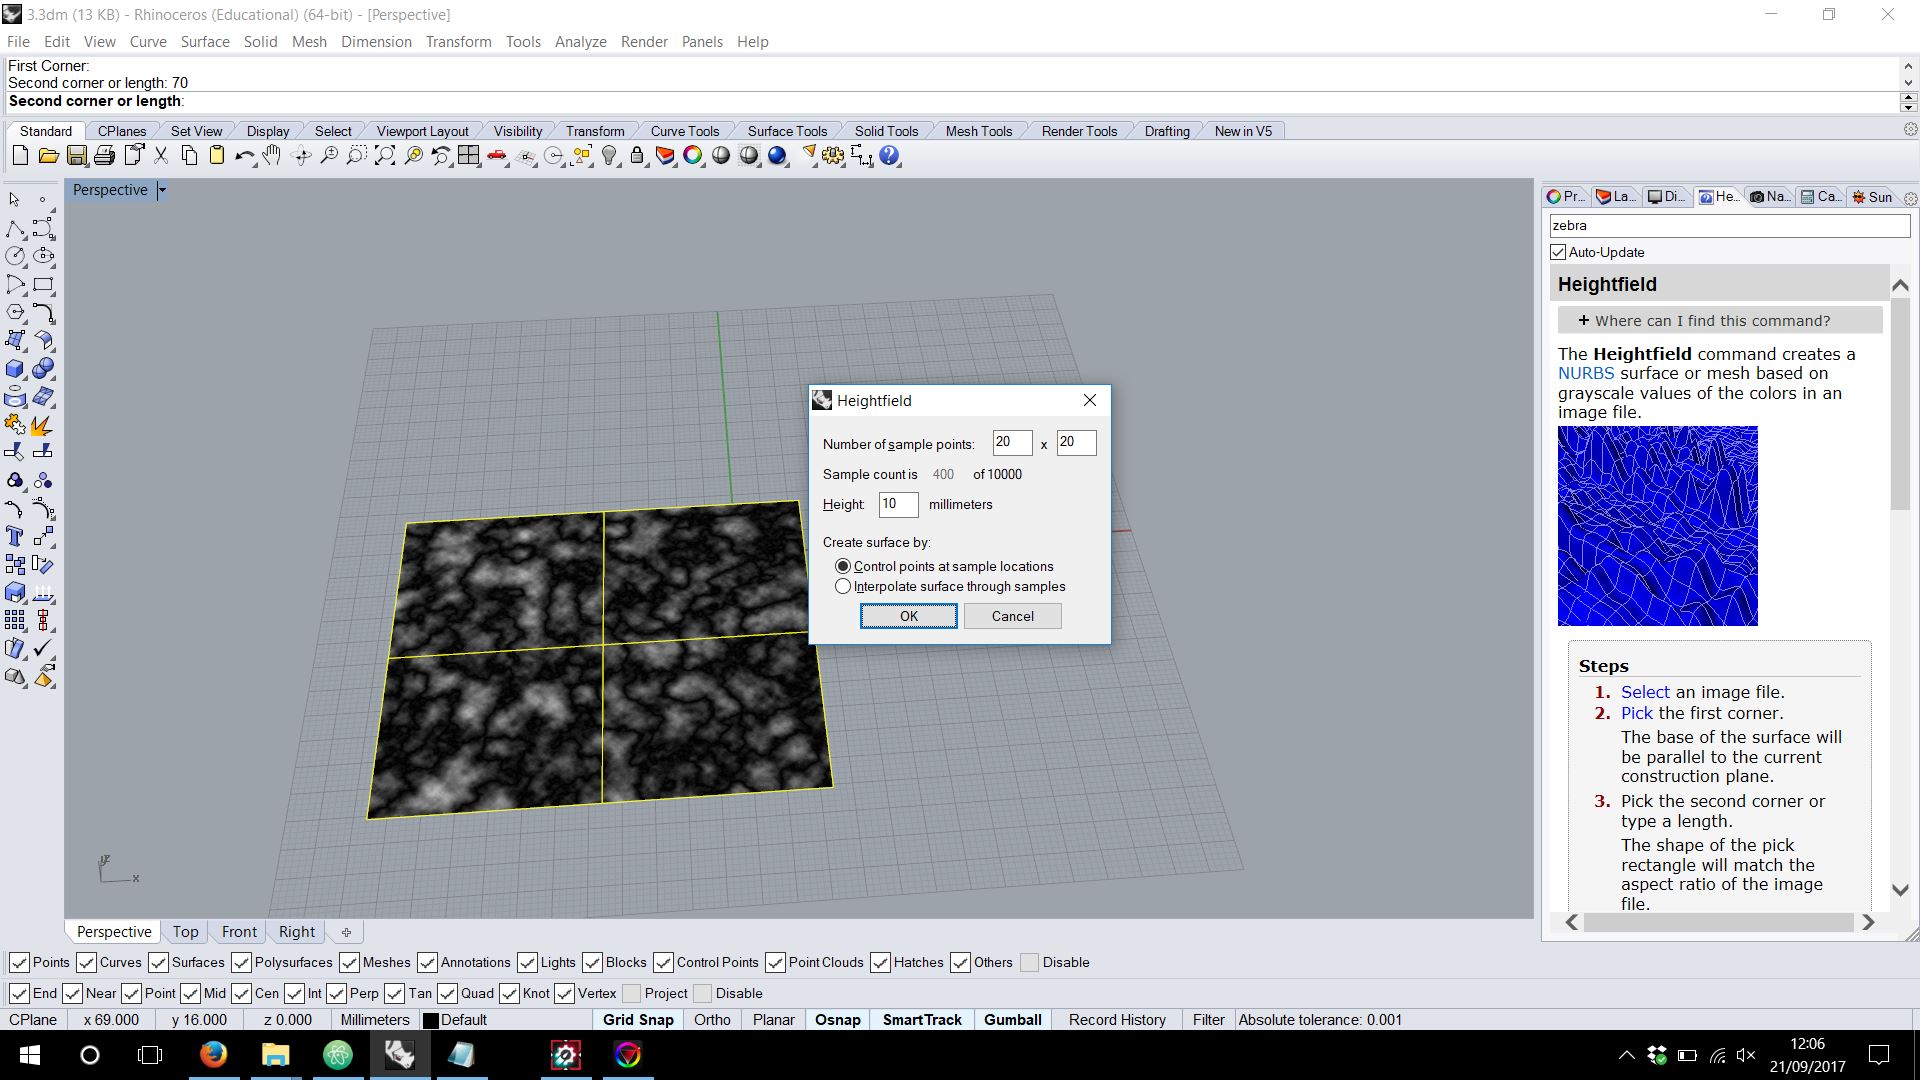 3.3dm (13 KB) - Rhinoceros (Educational) (64-bit) - [Perspective]
File Edit View Curve Surface Solid Mesh Dimension Transform Tools Analyze Render Panels Help
First Corner:
Second corner or length: 70
Second corner or length:
Standard CPlanes Set View Display Select Viewport Layout Visibility Transform Curve Tools Surface Tools Solid Tools Mesh Tools Render Tools Drafting New in V5
Perspective
Pr... La... Di... He... Na... Ca... Sun
zebra
Auto-Update
Heightfield
+ Where can I find this command?
The Heightfield command creates a
NURBS surface or mesh based on
grayscale values of the colors in an
image file.
Steps
1. Select an image file.
2. Pick the first corner.
The base of the surface will
be parallel to the current
construction plane.
3. Pick the second corner or
type a length.
The shape of the pick
rectangle will match the
aspect ratio of the image
file.
Heightfield
Number of sample points: 20 x 20
Sample count is 400 of 10000
Height: 10 millimeters
Create surface by:
Control points at sample locations
Interpolate surface through samples
OK Cancel
x
Perspective Top Front Right
Points Curves Surfaces Polysurfaces Meshes Annotations Lights Blocks Control Points Point Clouds Hatches Others Disable
End Near Point Mid Cen Int Perp Tan Quad Knot Vertex Project Disable
CPlane x 69.000 y 16.000 z 0.000 Millimeters Default Grid Snap Ortho Planar Osnap SmartTrack Gumball Record History Filter Absolute tolerance: 0.001
12:06
21/09/2017